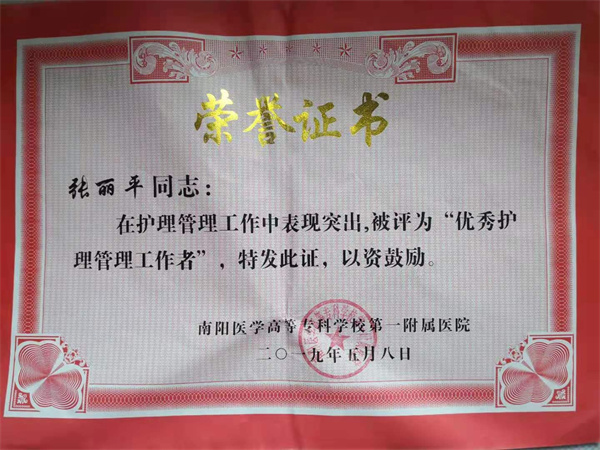 荣誉证书
张丽平同志：
在护理管理工作中表现突出,被评为“优秀护
理管理工作者”，特发此证，以资鼓励。
南阳医学高等专科学校第一附属医院
二〇一九年五月八日